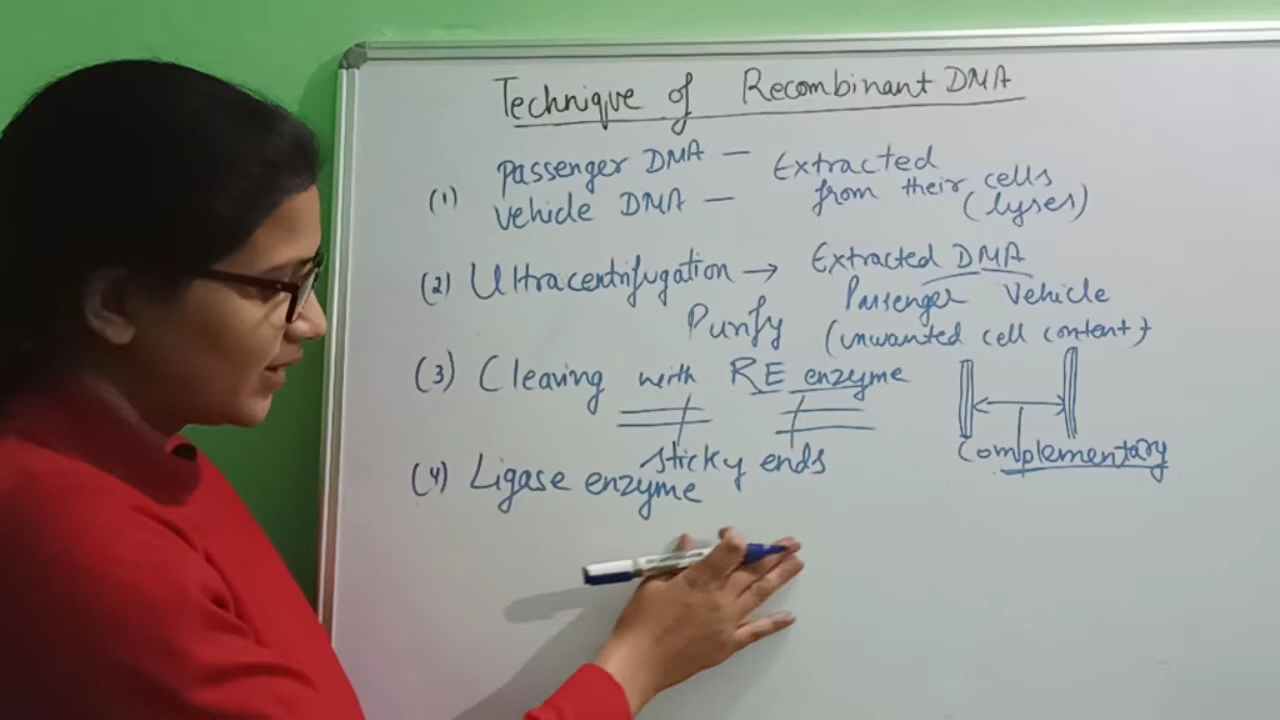 Technique of Recombinant DNA
(1) Passenger DNA — Extracted
Vehicle DNA — from their cells
(lyses)
(2) Ultracentrifugation → Extracted DNA
Passenger Vehicle
Purify (unwanted cell content)
(3) Cleaving with RE enzyme
sticky ends
Complementary
(4) Ligase enzyme